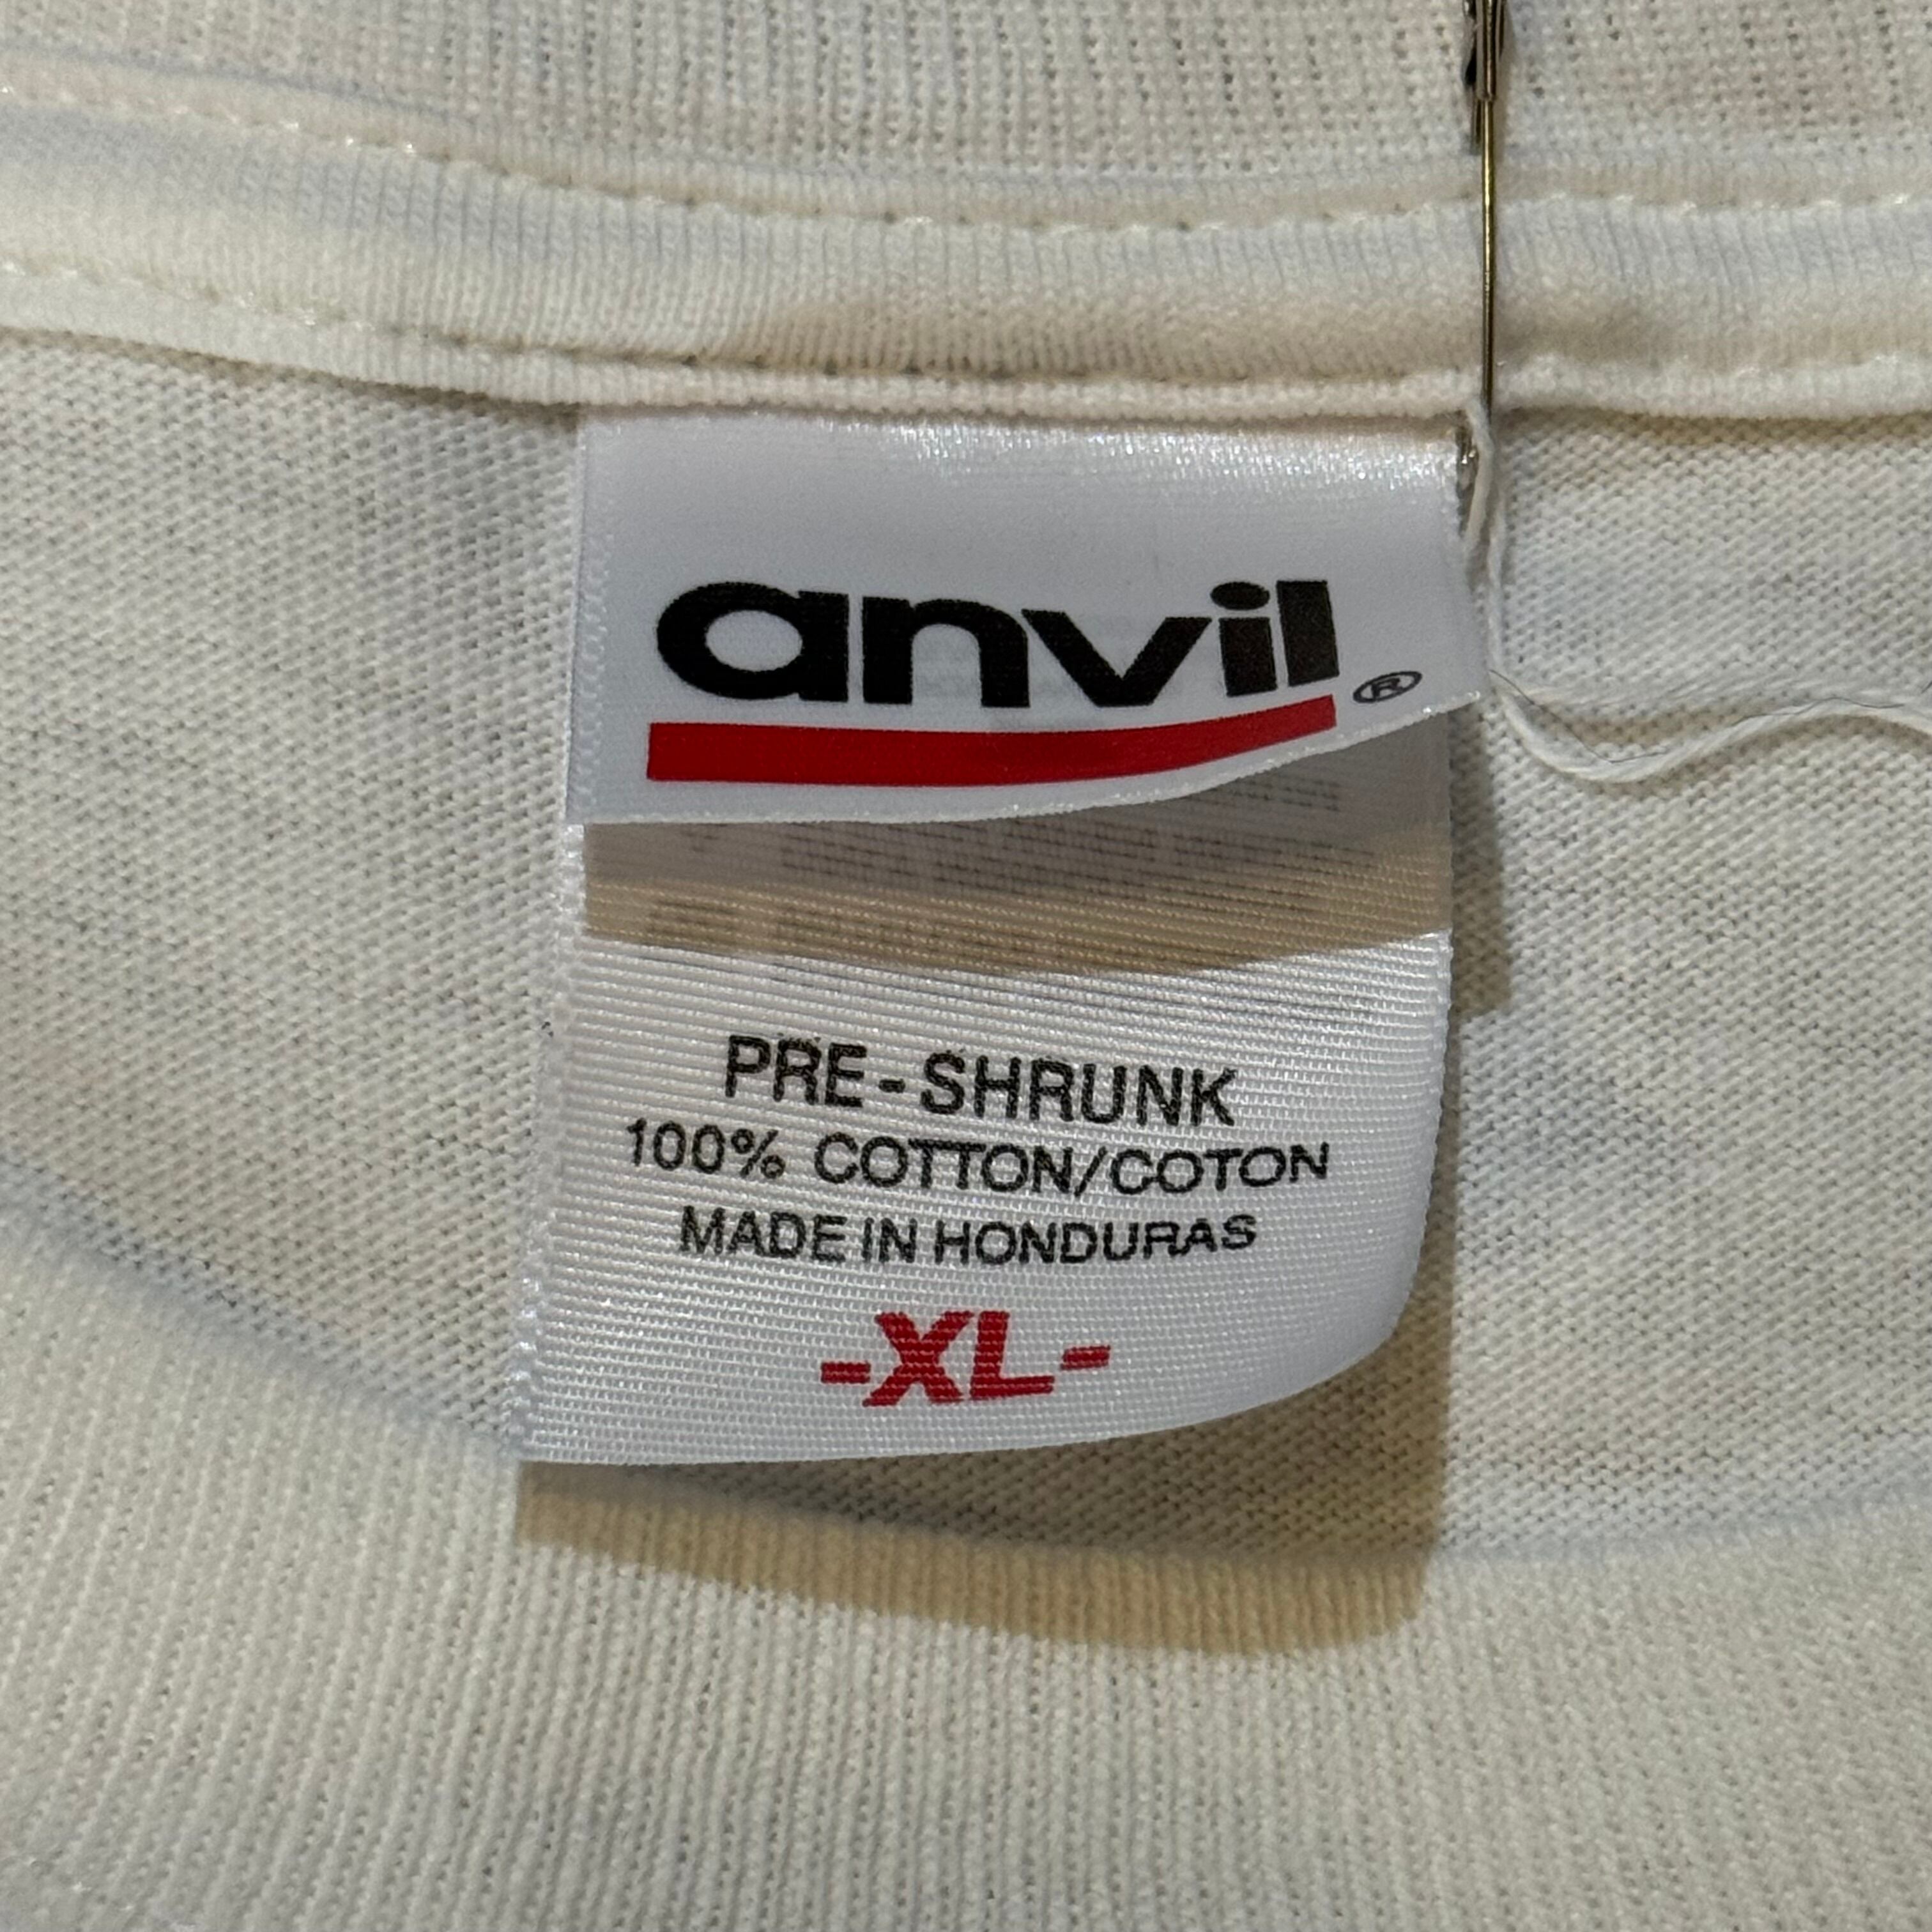 anvil®
PRE-SHRUNK
100% COTTON/COTON
MADE IN HONDURAS
-XL-